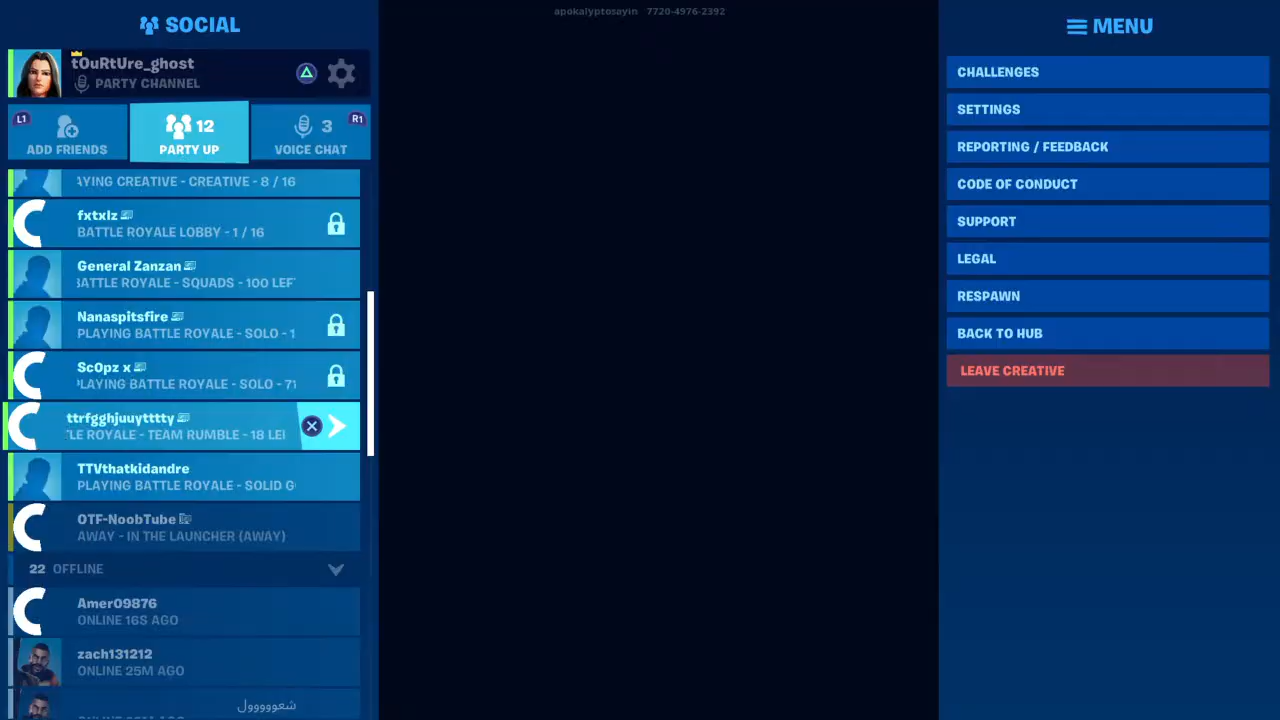 apokalyptosayin 7720-4976-2392
SOCIAL
tOuRtUre_ghost
PARTY CHANNEL
L1
ADD FRIENDS
12
PARTY UP
3
R1
VOICE CHAT
AYING CREATIVE - CREATIVE - 8 / 16
fxtxlz
BATTLE ROYALE LOBBY - 1 / 16
General Zanzan
BATTLE ROYALE - SQUADS - 100 LEF
Nanaspitsfire
PLAYING BATTLE ROYALE - SOLO - 1
ScOpz x
PLAYING BATTLE ROYALE - SOLO - 71
ttrfgghjuuytttty
LE ROYALE - TEAM RUMBLE - 18 LE
TTVthatkidandre
PLAYING BATTLE ROYALE - SOLID G
OTF-NoobTube
AWAY - IN THE LAUNCHER (AWAY)
22 OFFLINE
Amer09876
ONLINE 16S AGO
zach131212
ONLINE 25M AGO
شعووووول
MENU
CHALLENGES
SETTINGS
REPORTING / FEEDBACK
CODE OF CONDUCT
SUPPORT
LEGAL
RESPAWN
BACK TO HUB
LEAVE CREATIVE